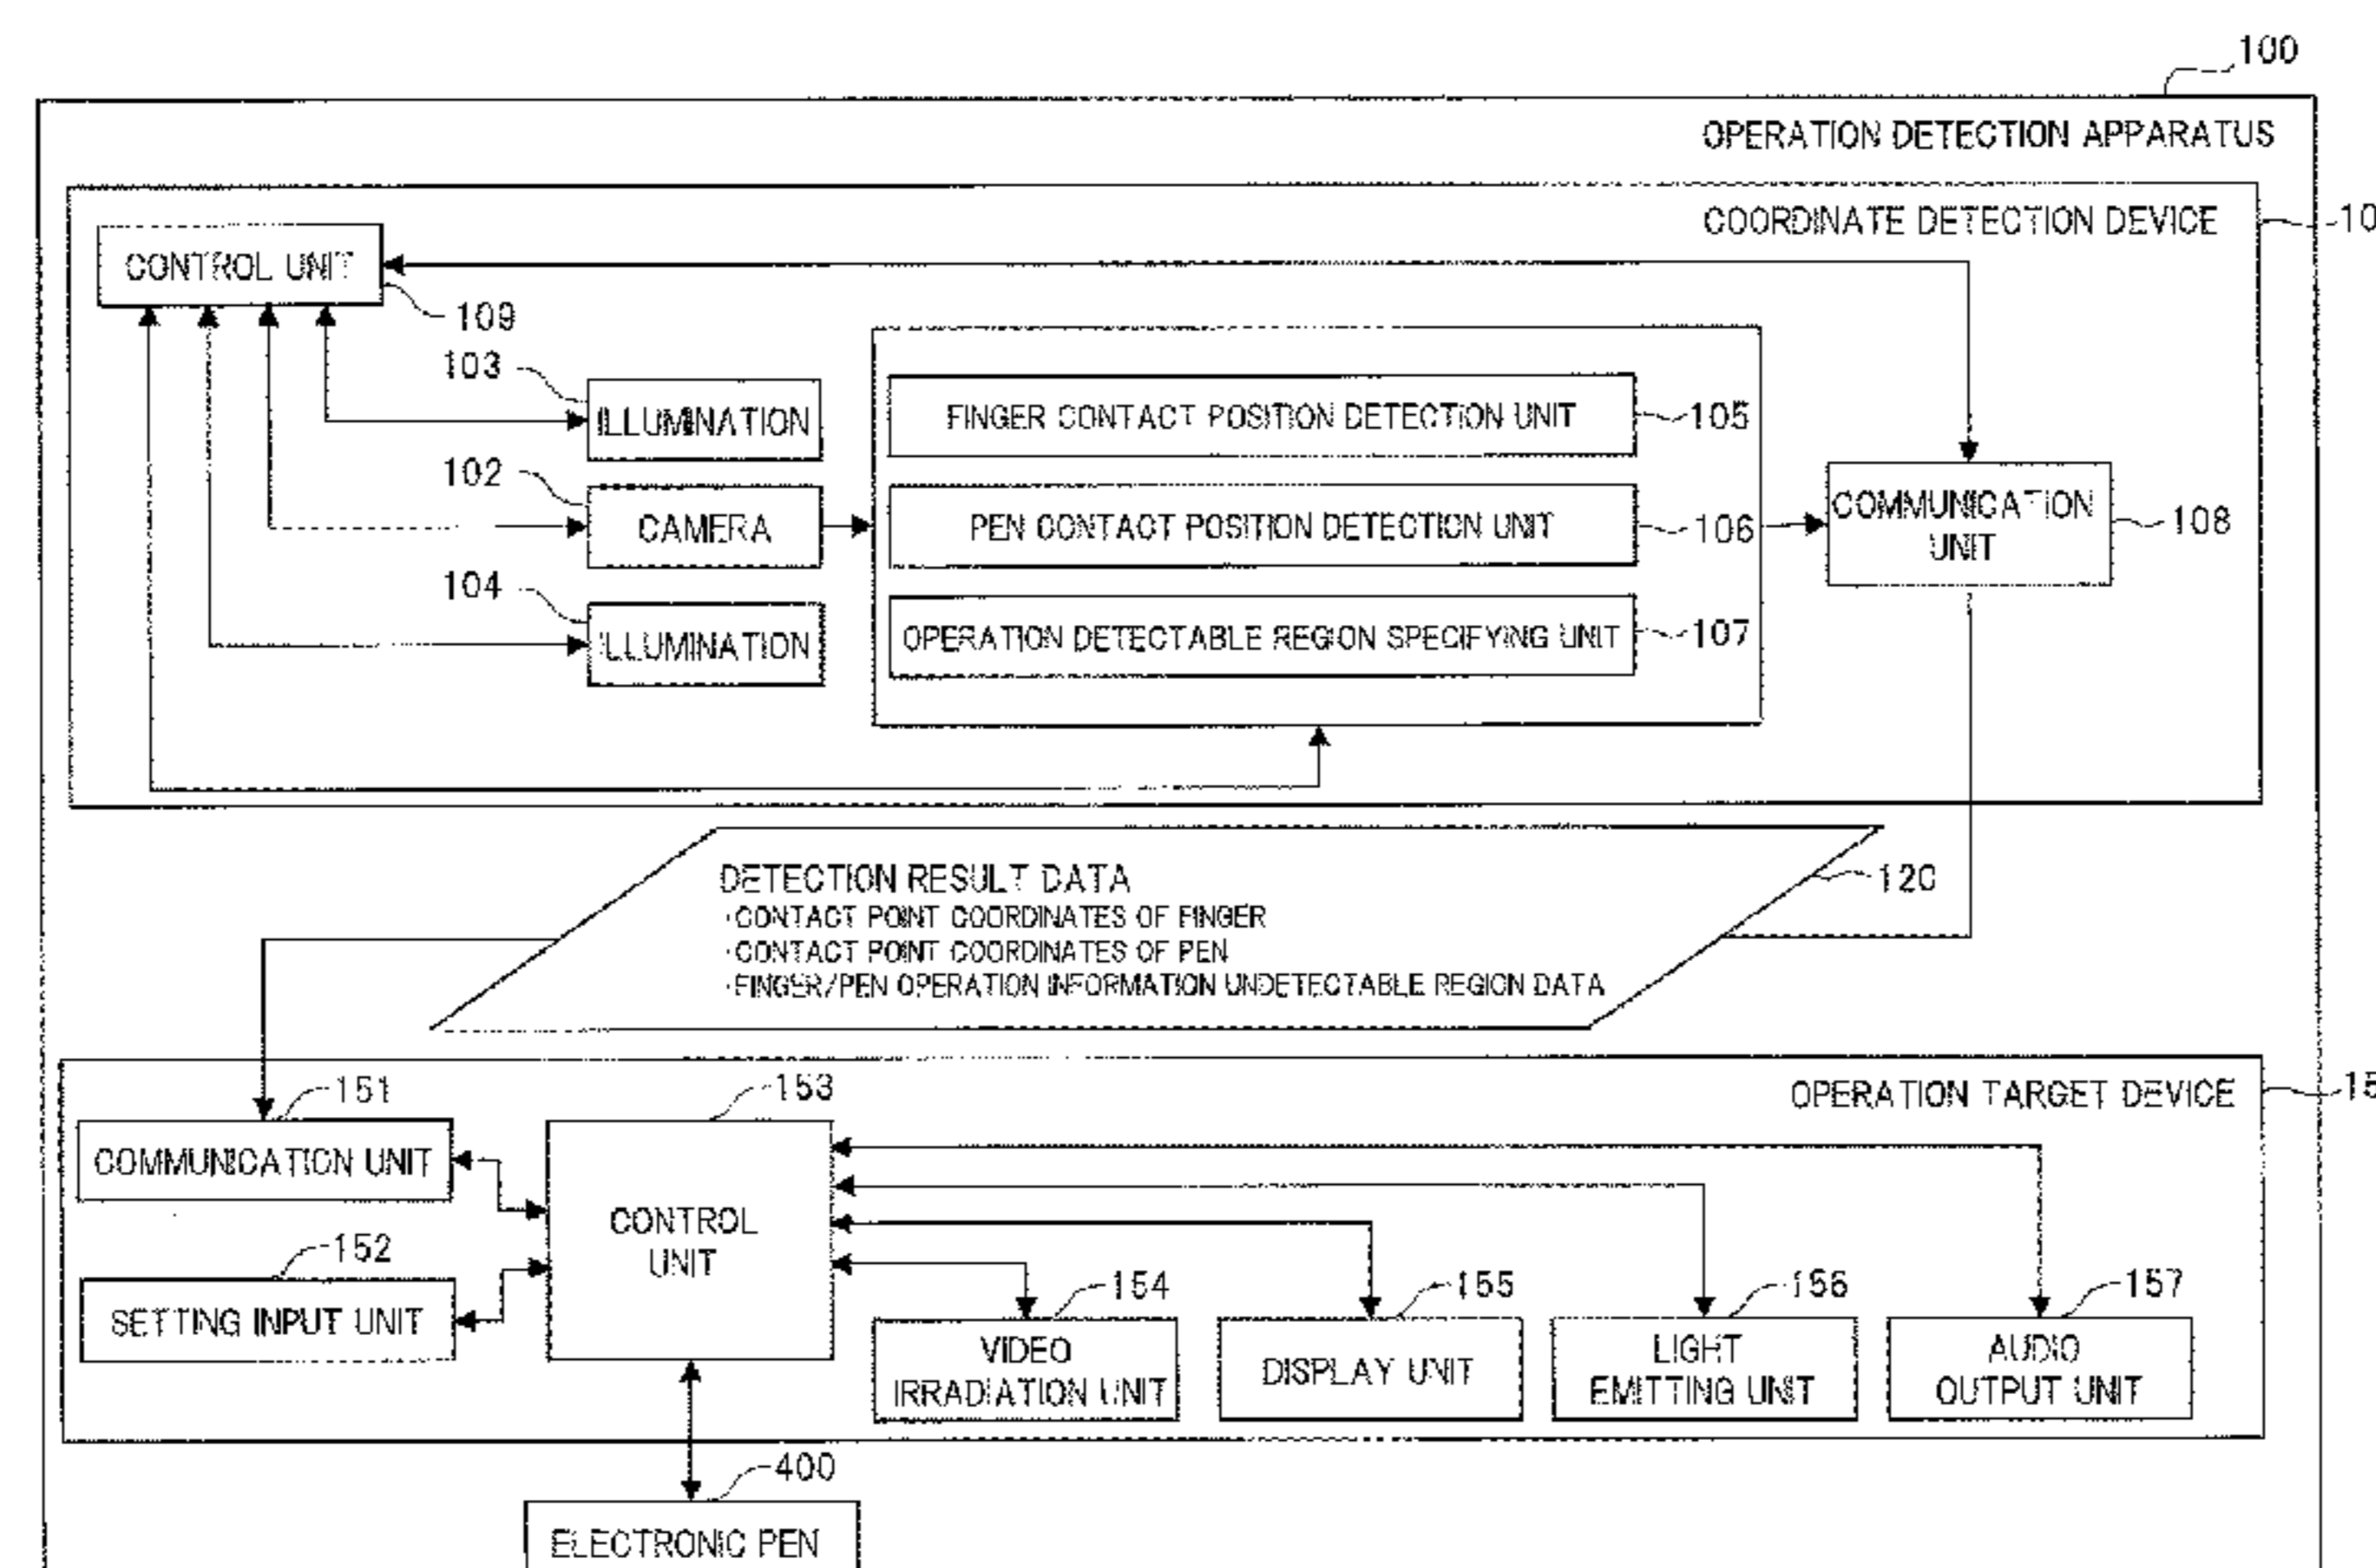 100
OPERATION DETECTION APPARATUS
COORDINATE DETECTION DEVICE
10
CONTROL UNIT
109
103
ILLUMINATION
FINGER CONTACT POSITION DETECTION UNIT
105
102
CAMERA
PEN CONTACT POSITION DETECTION UNIT
106
COMMUNICATION
UNIT
108
104
ILLUMINATION
OPERATION DETECTABLE REGION SPECIFYING UNIT
107
DETECTION RESULT DATA
120
·CONTACT POINT COORDINATES OF FINGER
·CONTACT POINT COORDINATES OF PEN
·FINGER/PEN OPERATION INFORMATION UNDETECTABLE REGION DATA
151
153
OPERATION TARGET DEVICE
15
COMMUNICATION UNIT
CONTROL
UNIT
152
SETTING INPUT UNIT
154
VIDEO
IRRADIATION UNIT
155
DISPLAY UNIT
156
LIGHT
EMITTING UNIT
157
AUDIO
OUTPUT UNIT
400
ELECTRONIC PEN